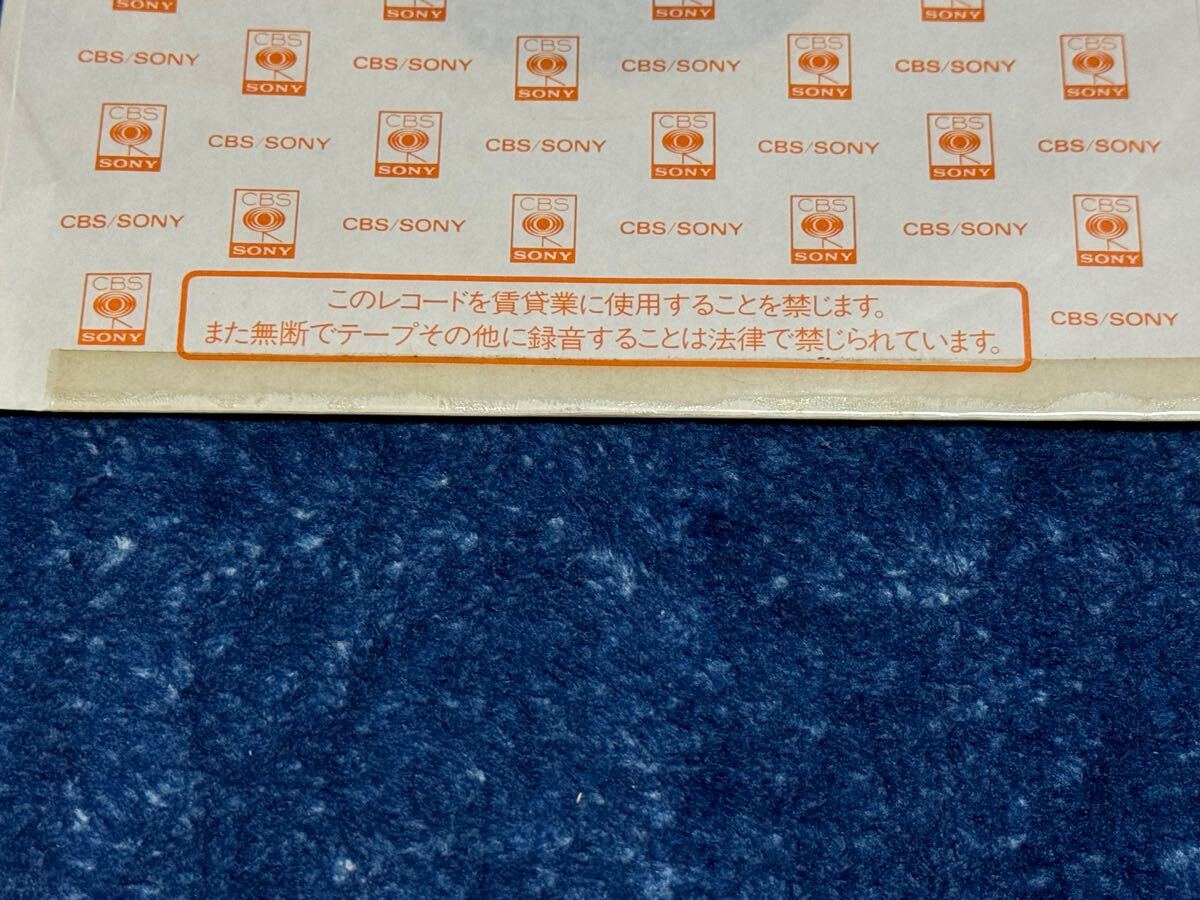 SONY SONY SONY SONY
CBS/SONY CBS SONY CBS/SONY CBS SONY CBS/SONY CBS SONY CBS/SONY CBS SONY
CBS SONY CBS/SONY CBS SONY CBS/SONY CBS SONY CBS/SONY CBS SONY CBS/SONY
CBS/SONY CBS SONY CBS/SONY CBS SONY CBS/SONY CBS SONY CBS/SONY CBS SONY
CBS SONY
このレコードを賃貸業に使用することを禁じます。
また無断でテープその他に録音することは法律で禁じられています。
CBS/SONY